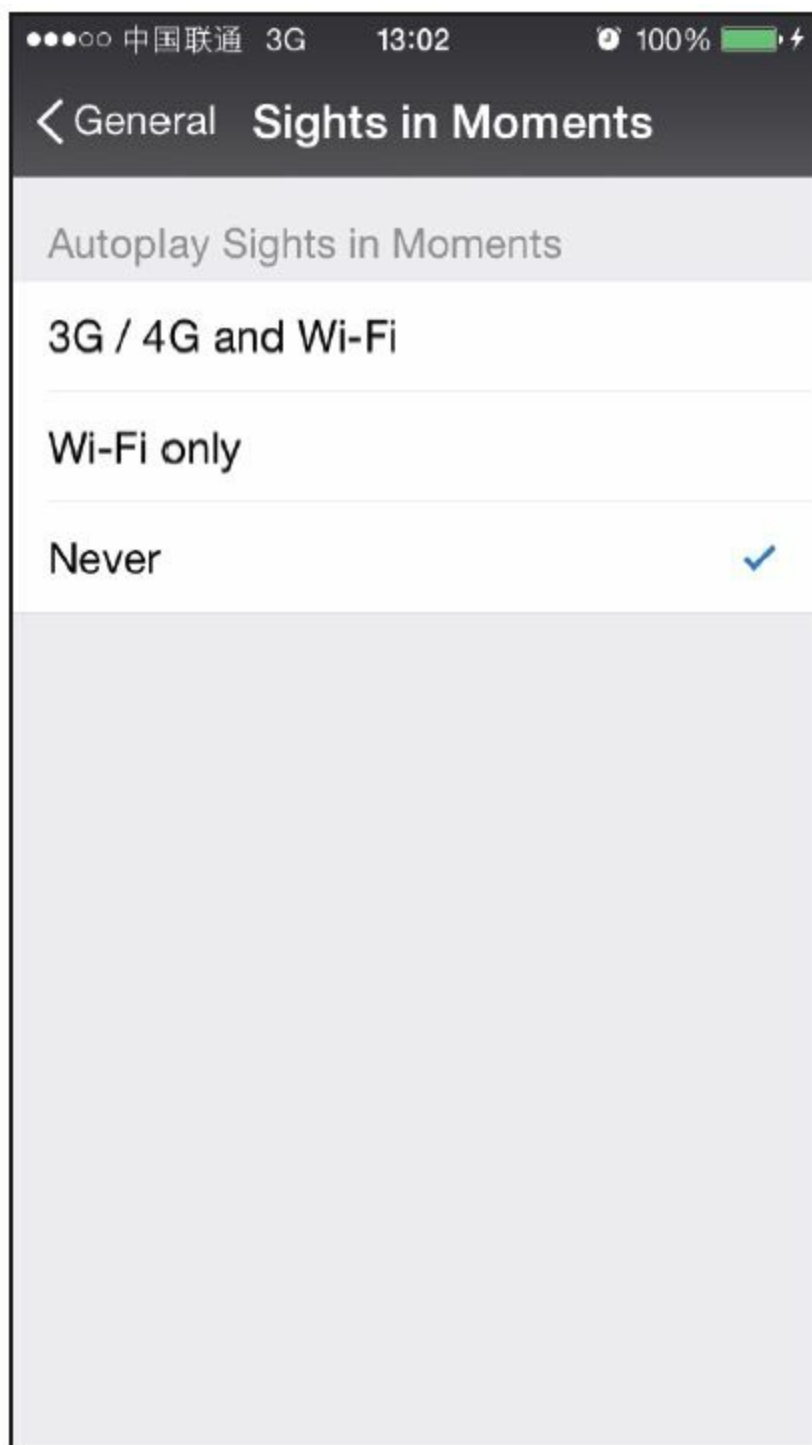 中国联通 3G 13:02 100%
General Sights in Moments
Autoplay Sights in Moments
3G / 4G and Wi-Fi
Wi-Fi only
Never